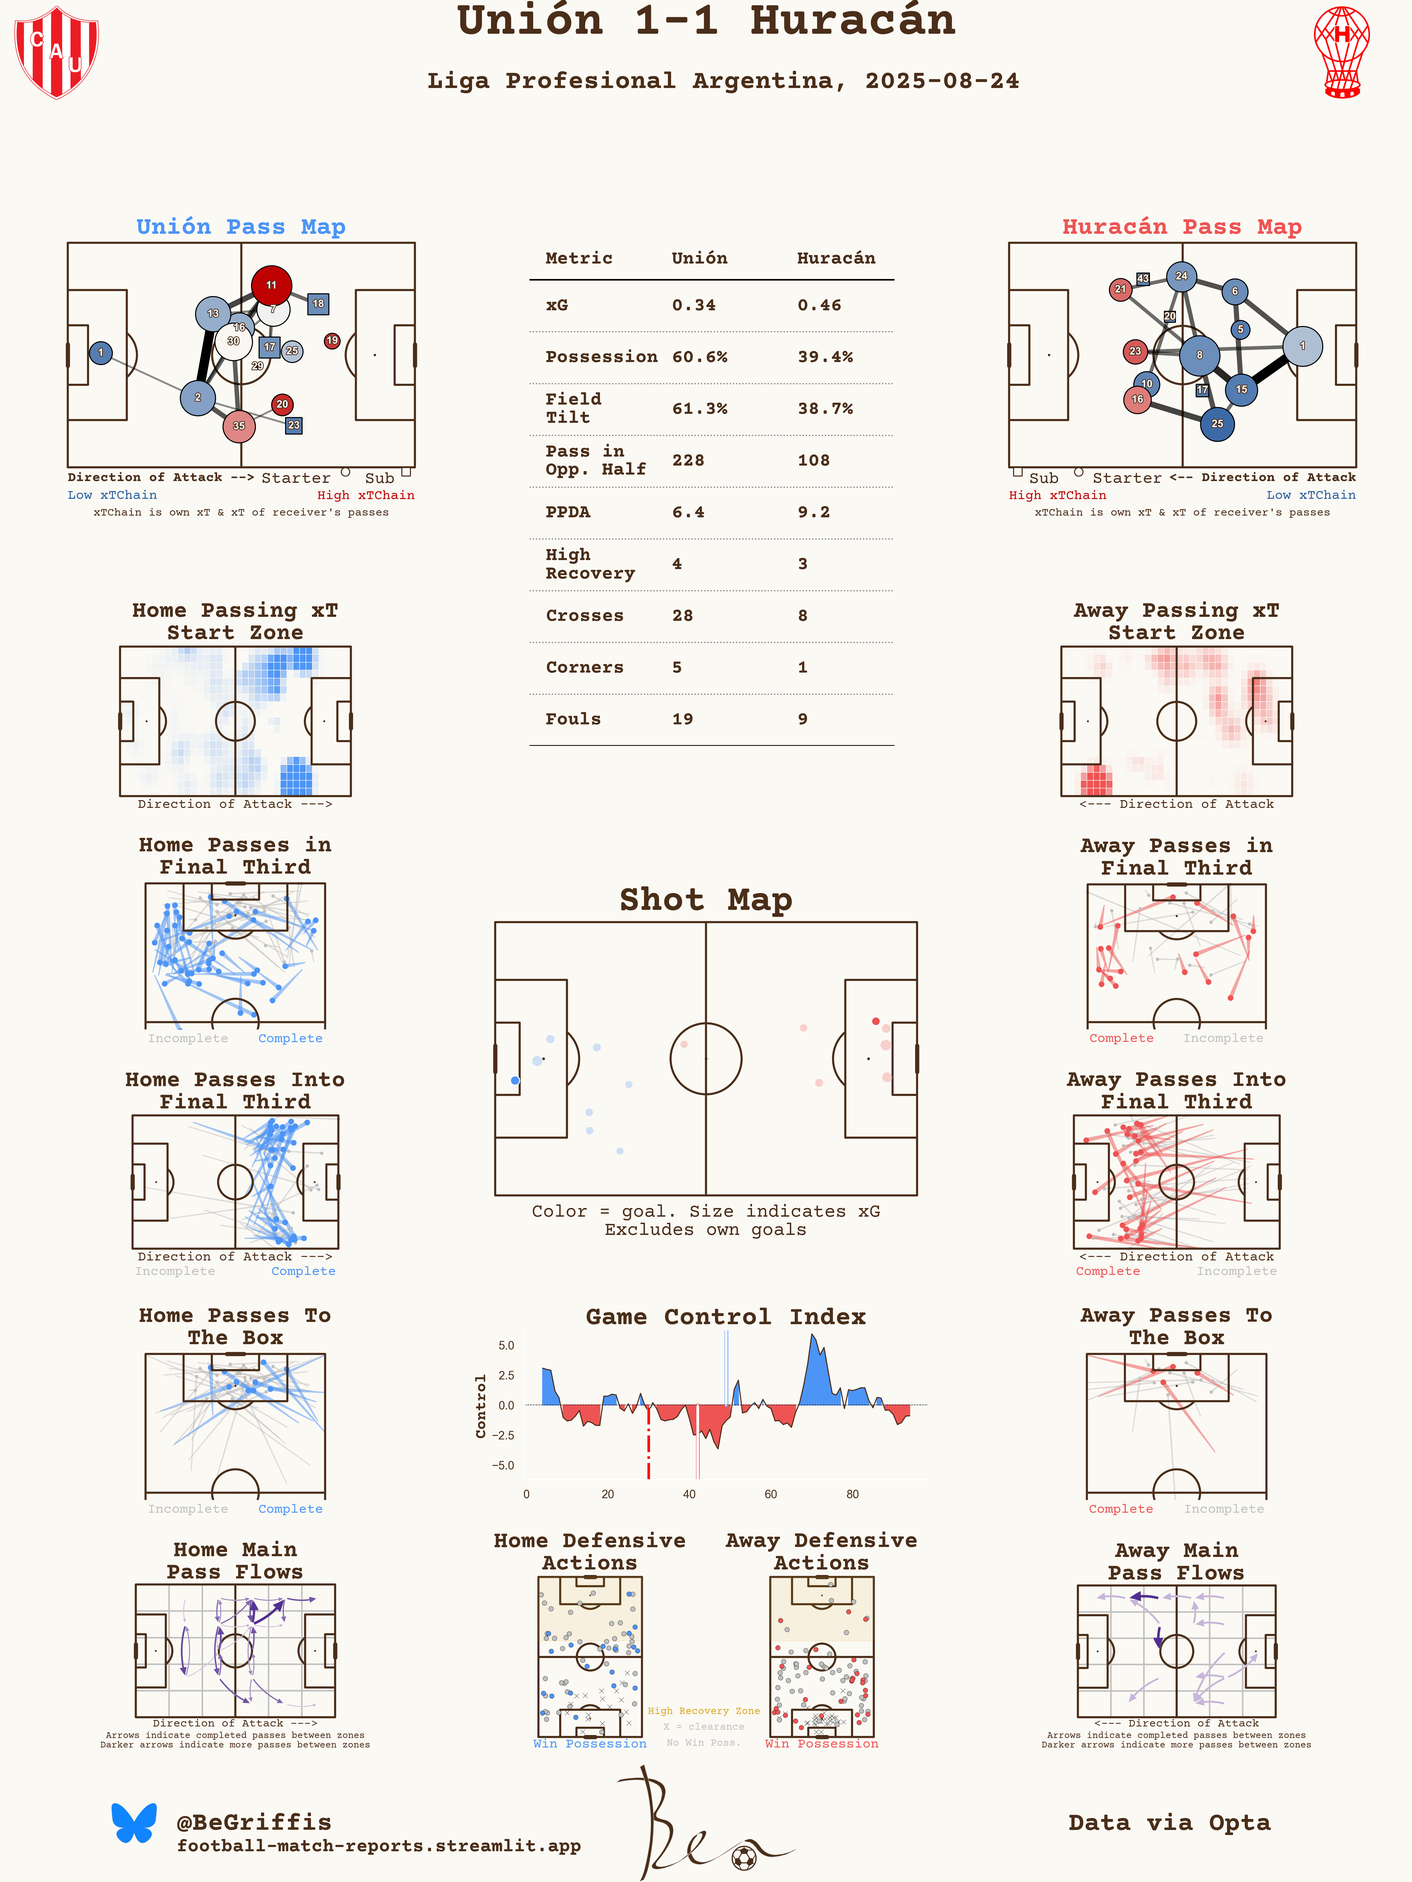 Unión 1-1 Huracán
Liga Profesional Argentina, 2025-08-24
C A U
H
Unión Pass Map
11
18
13
7
16
30
17
25
19
1
29
2
20
35
23
Direction of Attack --> Starter Sub
Low xTChain High xTChain
xTChain is own xT & xT of receiver's passes
Metric Unión Huracán
xG 0.34 0.46
Possession 60.6% 39.4%
Field
Tilt 61.3% 38.7%
Pass in
Opp. Half 228 108
PPDA 6.4 9.2
High
Recovery 4 3
Crosses 28 8
Corners 5 1
Fouls 19 9
Huracán Pass Map
24
43
21
6
20
5
1
23
8
10
17
15
16
25
Sub Starter <-- Direction of Attack
High xTChain Low xTChain
xTChain is own xT & xT of receiver's passes
Home Passing xT
Start Zone
Direction of Attack --->
Away Passing xT
Start Zone
<--- Direction of Attack
Home Passes in
Final Third
Incomplete Complete
Away Passes in
Final Third
Complete Incomplete
Shot Map
Color = goal. Size indicates xG
Excludes own goals
Home Passes Into
Final Third
Direction of Attack --->
Incomplete Complete
Away Passes Into
Final Third
<--- Direction of Attack
Complete Incomplete
Home Passes To
The Box
Incomplete Complete
Game Control Index
Control
5.0
2.5
0.0
−2.5
−5.0
0 20 40 60 80
Away Passes To
The Box
Complete Incomplete
Home Main
Pass Flows
Direction of Attack --->
Arrows indicate completed passes between zones
Darker arrows indicate more passes between zones
Home Defensive
Actions
Win Possession
High Recovery Zone
X = clearance
No Win Poss.
Away Defensive
Actions
Win Possession
Away Main
Pass Flows
<--- Direction of Attack
Arrows indicate completed passes between zones
Darker arrows indicate more passes between zones
@BeGriffis
football-match-reports.streamlit.app
Ben
Data via Opta